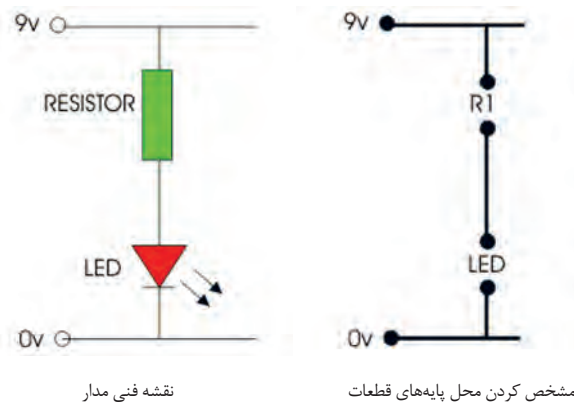 9v
RESISTOR
LED
0v
9v
R1
LED
0v
نقشه فنی مدار
مشخص کردن محل پایه‌های قطعات